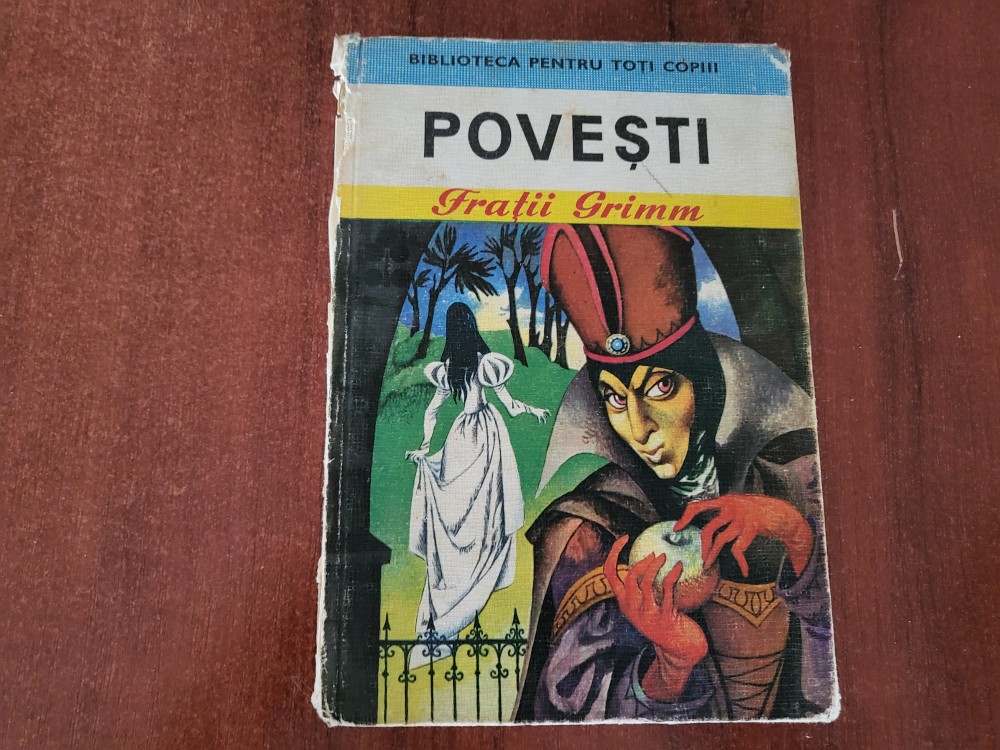 BIBLIOTECA PENTRU TOȚI COPIII
POVEȘTI
Frații Grimm